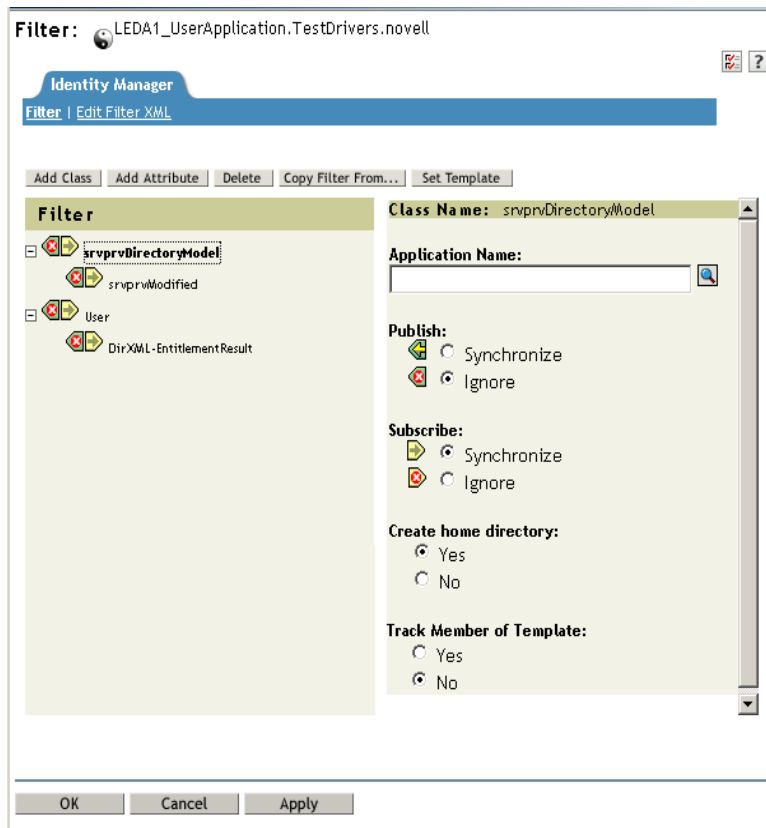 Filter: LEDA1_UserApplication.TestDrivers.novell
?
Identity Manager
Filter | Edit Filter XML
Add Class Add Attribute Delete Copy Filter From... Set Template
Filter
srvprvDirectoryModel
srvprvModified
User
DirXML-EntitlementResult
Class Name: srvprvDirectoryModel
Application Name:
Publish:
Synchronize
Ignore
Subscribe:
Synchronize
Ignore
Create home directory:
Yes
No
Track Member of Template:
Yes
No
OK Cancel Apply